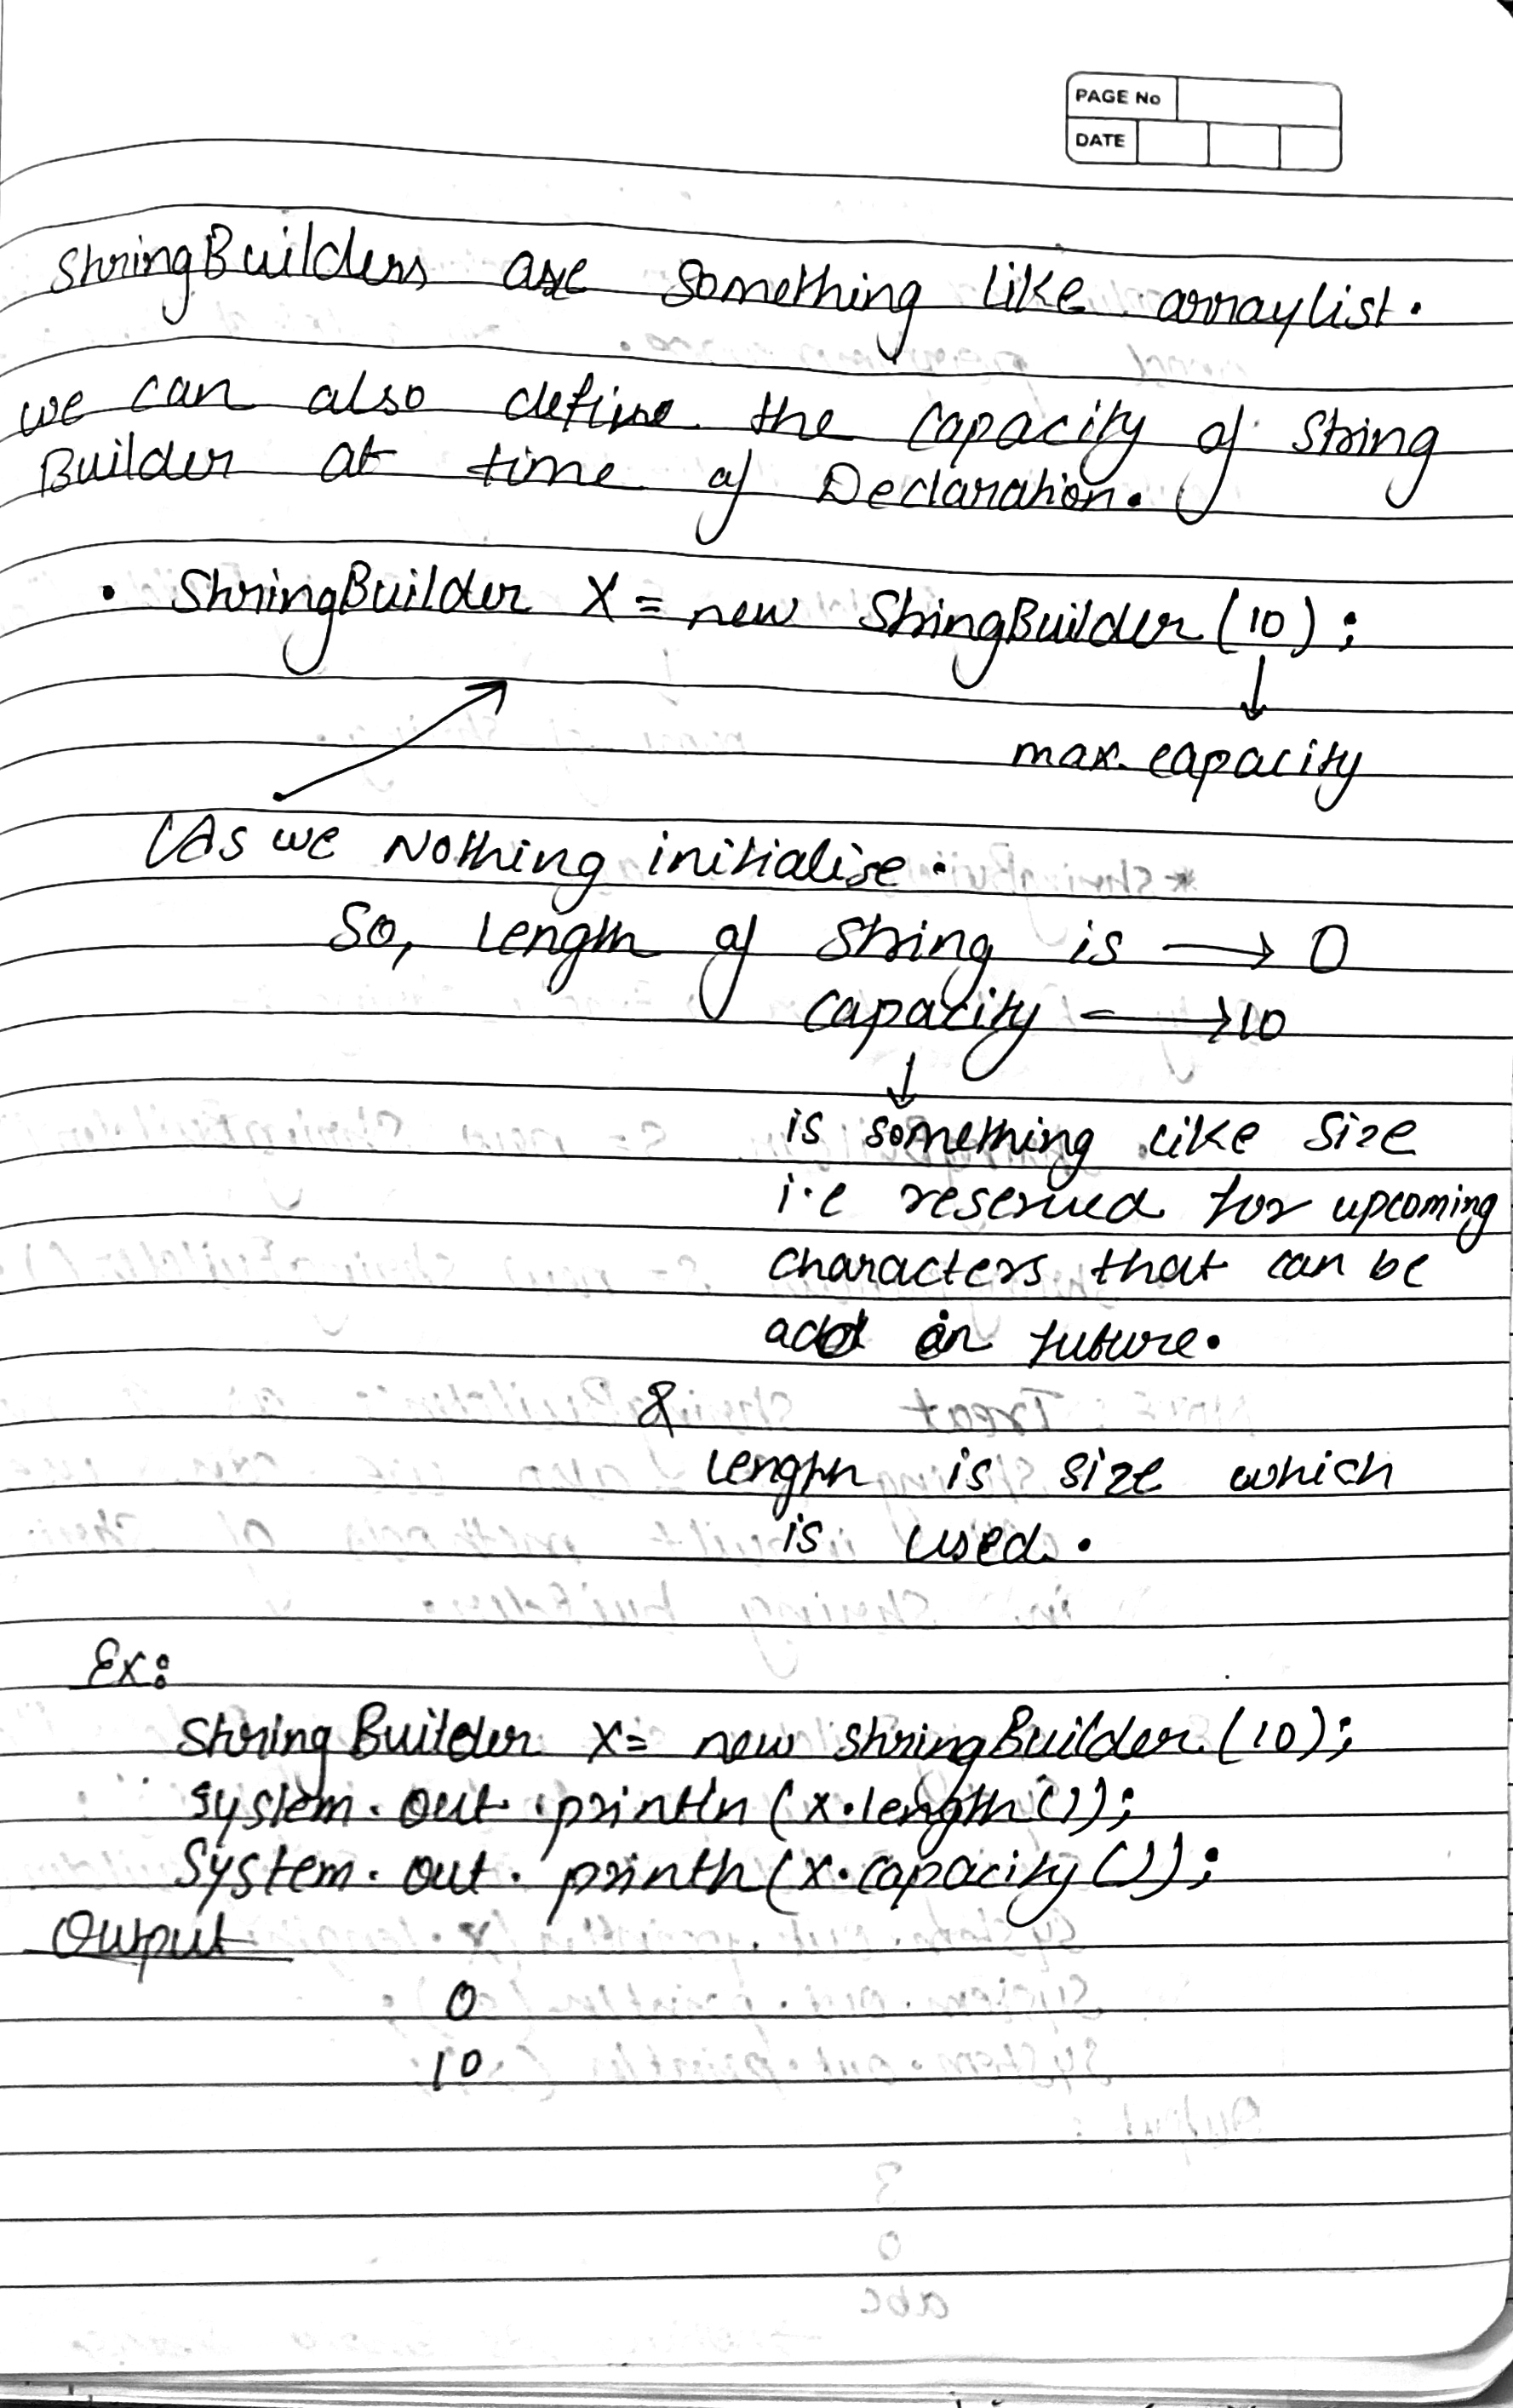 PAGE No
DATE
StringBuilders are something like arraylist.
we can also define the capacity of String
Builder at time of Declaration.
• StringBuilder X = new StringBuilder (10);
↓
max. capacity
(As we Nothing initialise.
So, length of string is → 0
capacity → 10
↓
is something like size
i.e reserved for upcoming
characters that can be
add in future.
&
length is size which
is used.
Ex:
StringBuilder X = new StringBuilder (10);
System.out.println (X.length());
System.out.println (X.capacity());
Output
0
10